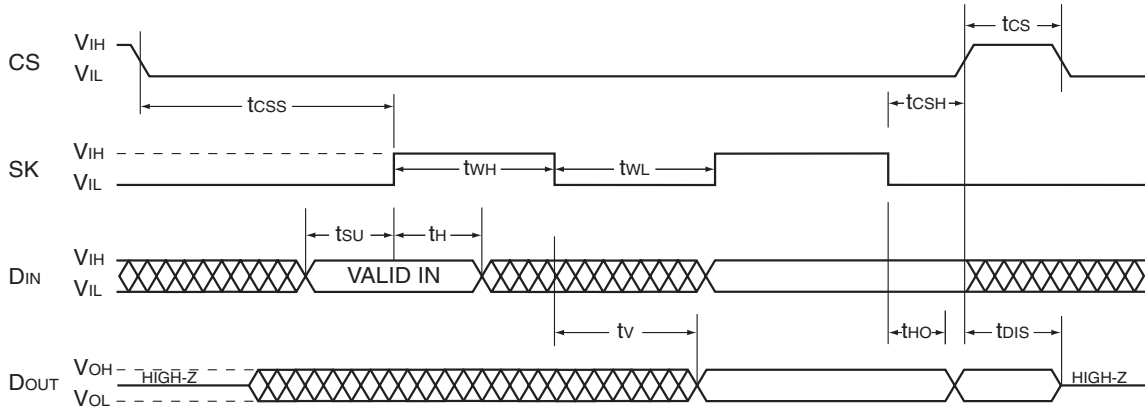 VIH
tCS
CS
VIL
tCSS
tCSH
VIH
SK
tWH
tWL
VIL
tSU
tH
VIH
DIN
VALID IN
VIL
tV
tHO
tDIS
VOH
DOUT
HIGH-Z
HIGH-Z
VOL